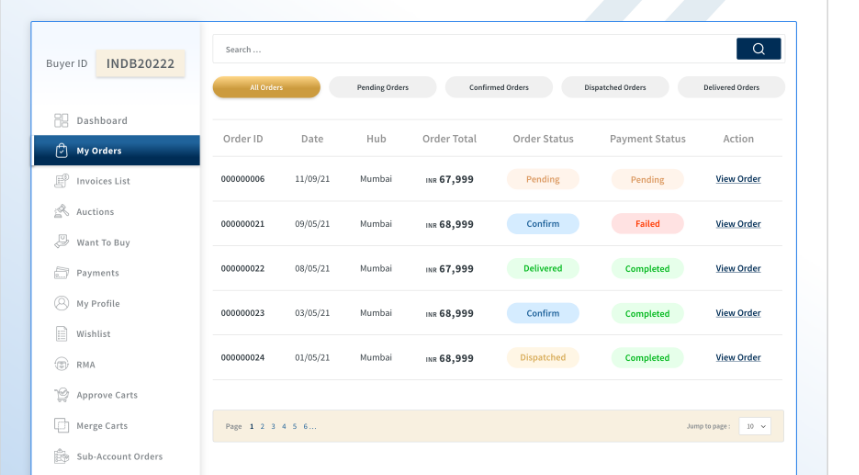 Buyer ID INDB20222
Dashboard
My Orders
Invoices List
Auctions
Want To Buy
Payments
My Profile
Wishlist
RMA
Approve Carts
Merge Carts
Sub-Account Orders
Search ...
All Orders Pending Orders Confirmed Orders Dispatched Orders Delivered Orders
Order ID Date Hub Order Total Order Status Payment Status Action
000000006 11/09/21 Mumbai INR 67,999 Pending Pending View Order
000000021 09/05/21 Mumbai INR 68,999 Confirm Failed View Order
000000022 08/05/21 Mumbai INR 67,999 Delivered Completed View Order
000000023 03/05/21 Mumbai INR 68,999 Confirm Completed View Order
000000024 01/05/21 Mumbai INR 68,999 Dispatched Completed View Order
Page 1 2 3 4 5 6... Jump to page : 10